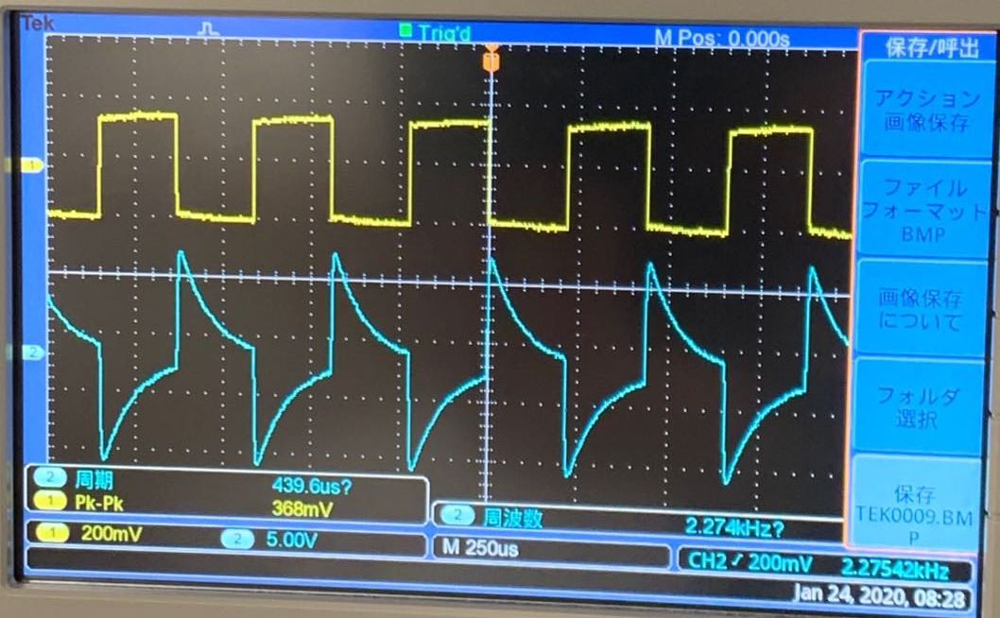 Tek
Trig'd
M Pos: 0.000s
保存/呼出
アクション
画像保存
ファイル
フォーマット
BMP
画像保存
について
フォルダ
選択
保存
TEK0009.BM
P
1
2
2 周期 439.6us?
1 Pk-Pk 368mV
2 周波数 2.274kHz?
1 200mV 2 5.00V
M 250us
CH2 / 200mV 2.27542kHz
Jan 24, 2020, 08:28